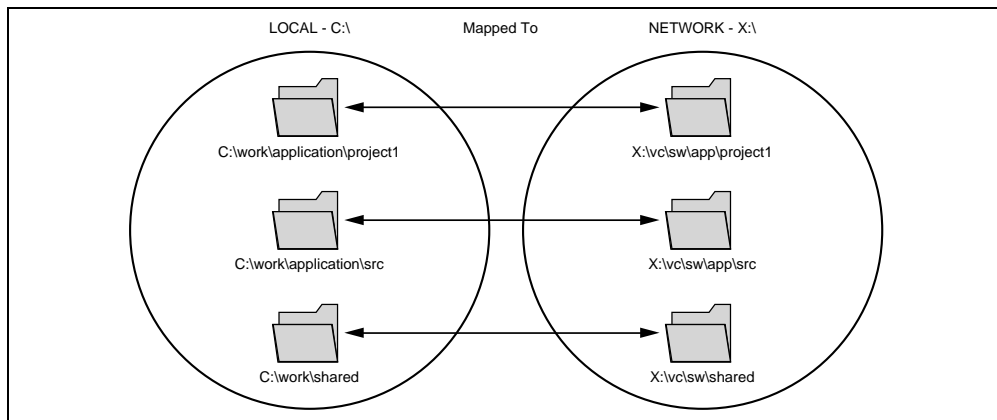 LOCAL - C:\ Mapped To NETWORK - X:\
C:\work\application\project1 X:\vc\sw\app\project1
C:\work\application\src X:\vc\sw\app\src
C:\work\shared X:\vc\sw\shared